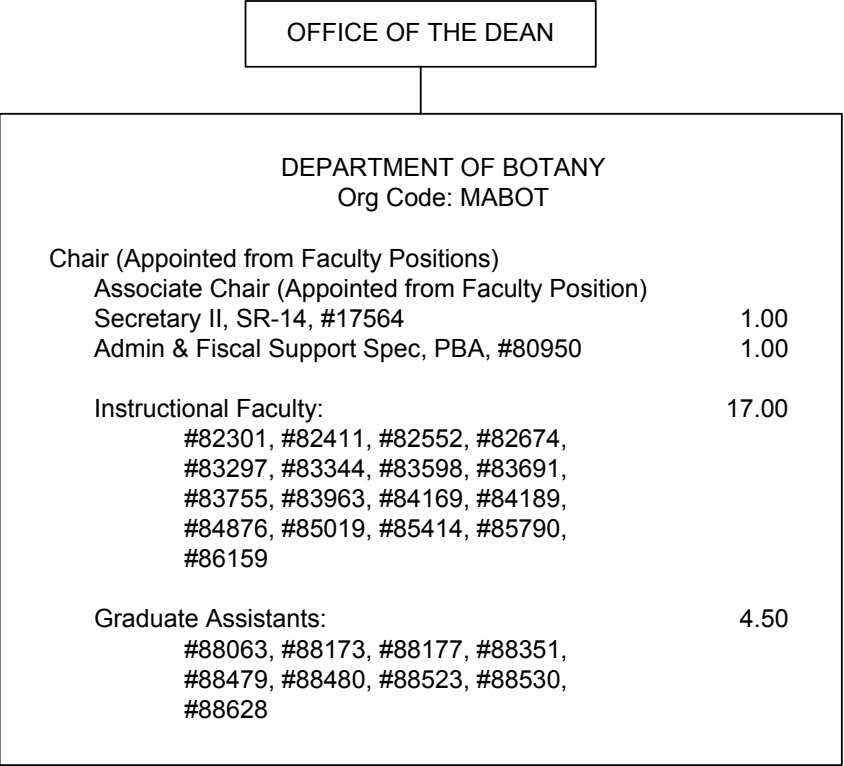 OFFICE OF THE DEAN
DEPARTMENT OF BOTANY
Org Code: MABOT
Chair (Appointed from Faculty Positions)
Associate Chair (Appointed from Faculty Position)
Secretary II, SR-14, #17564 1.00
Admin & Fiscal Support Spec, PBA, #80950 1.00
Instructional Faculty: 17.00
#82301, #82411, #82552, #82674,
#83297, #83344, #83598, #83691,
#83755, #83963, #84169, #84189,
#84876, #85019, #85414, #85790,
#86159
Graduate Assistants: 4.50
#88063, #88173, #88177, #88351,
#88479, #88480, #88523, #88530,
#88628